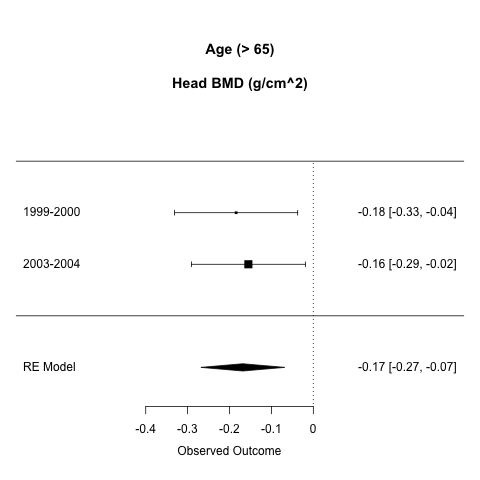 Age (> 65)
Head BMD (g/cm^2)
1999-2000 -0.18 [-0.33, -0.04]
2003-2004 -0.16 [-0.29, -0.02]
RE Model -0.17 [-0.27, -0.07]
-0.4 -0.3 -0.2 -0.1 0
Observed Outcome